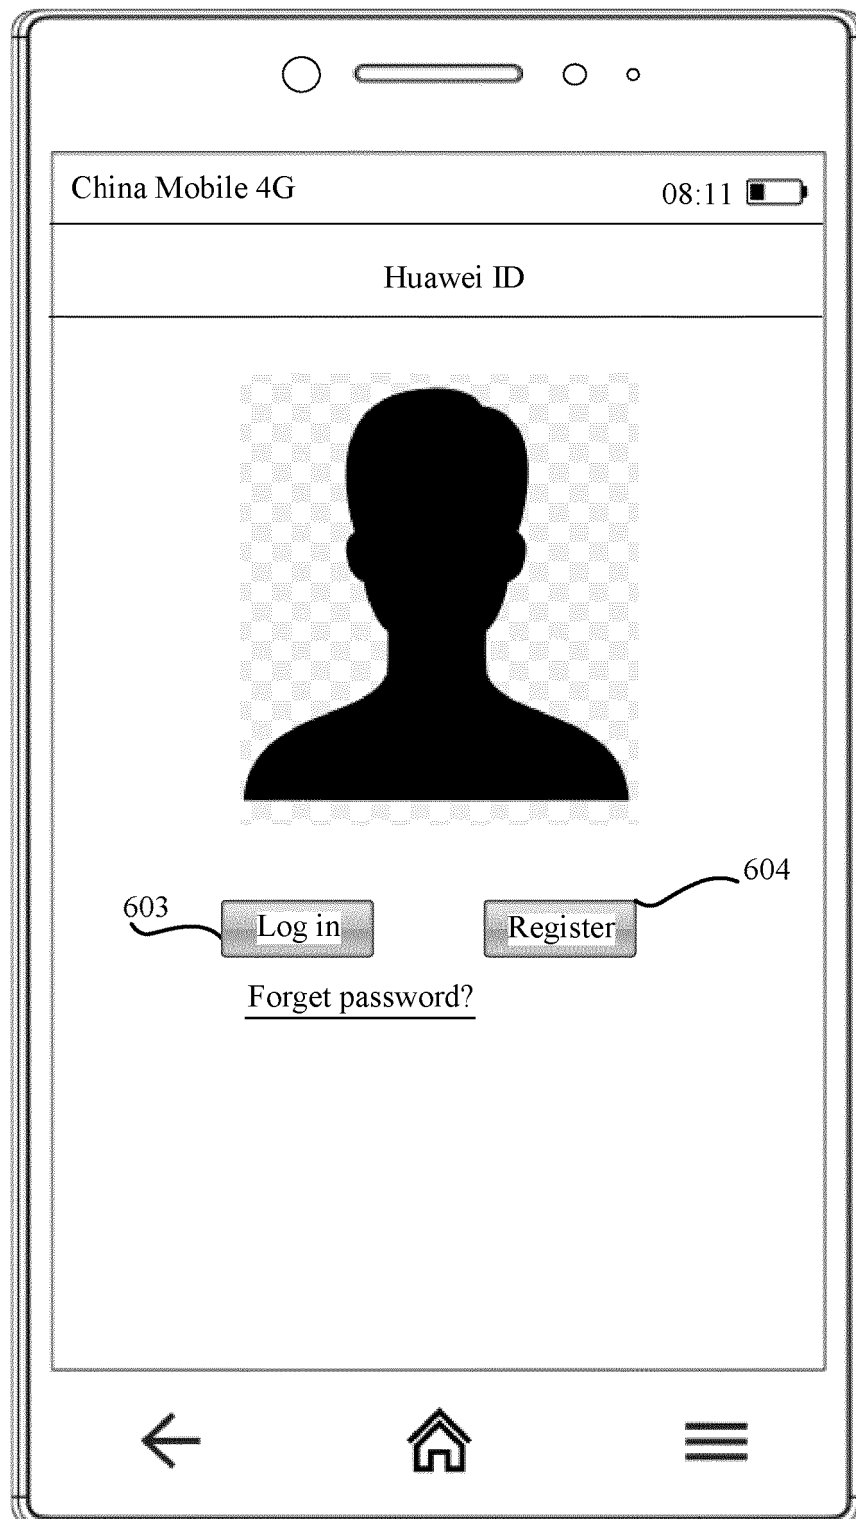 China Mobile 4G
08:11
Huawei ID
604
603
Log in
Register
Forget password?